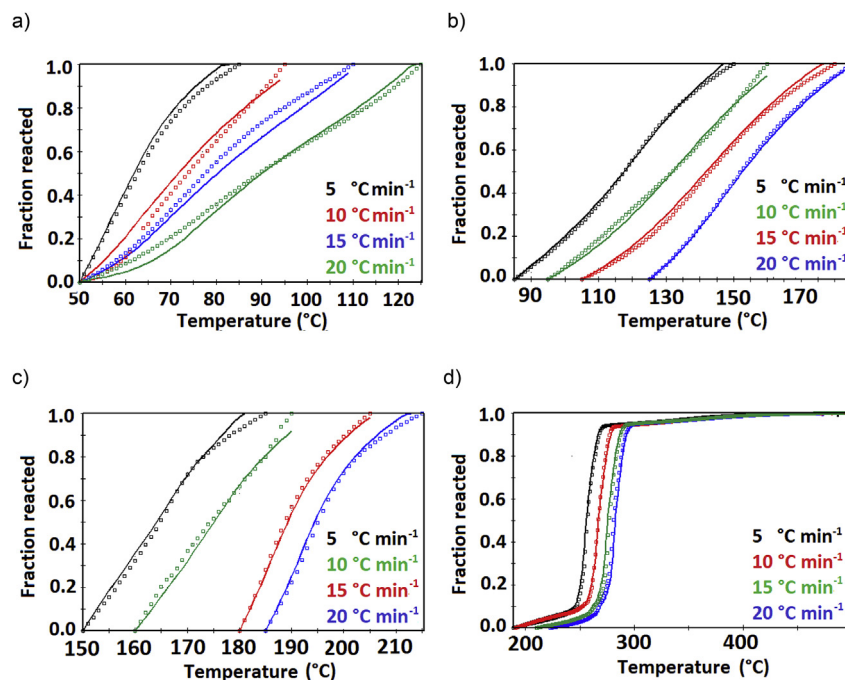 a)
Fraction reacted
1.0
0.8
0.6
0.4
0.2
0.0
5 °C min-1
10 °C min-1
15 °C min-1
20 °C min-1
50 60 70 80 90 100 110 120
Temperature (°C)
b)
Fraction reacted
1.0
0.8
0.6
0.4
0.2
0.0
5 °C min-1
10 °C min-1
15 °C min-1
20 °C min-1
90 110 130 150 170
Temperature (°C)
c)
Fraction reacted
1.0
0.8
0.6
0.4
0.2
0.0
5 °C min-1
10 °C min-1
15 °C min-1
20 °C min-1
150 160 170 180 190 200 210
Temperature (°C)
d)
Fraction reacted
1.0
0.8
0.6
0.4
0.2
0.0
5 °C min-1
10 °C min-1
15 °C min-1
20 °C min-1
200 300 400
Temperature (°C)